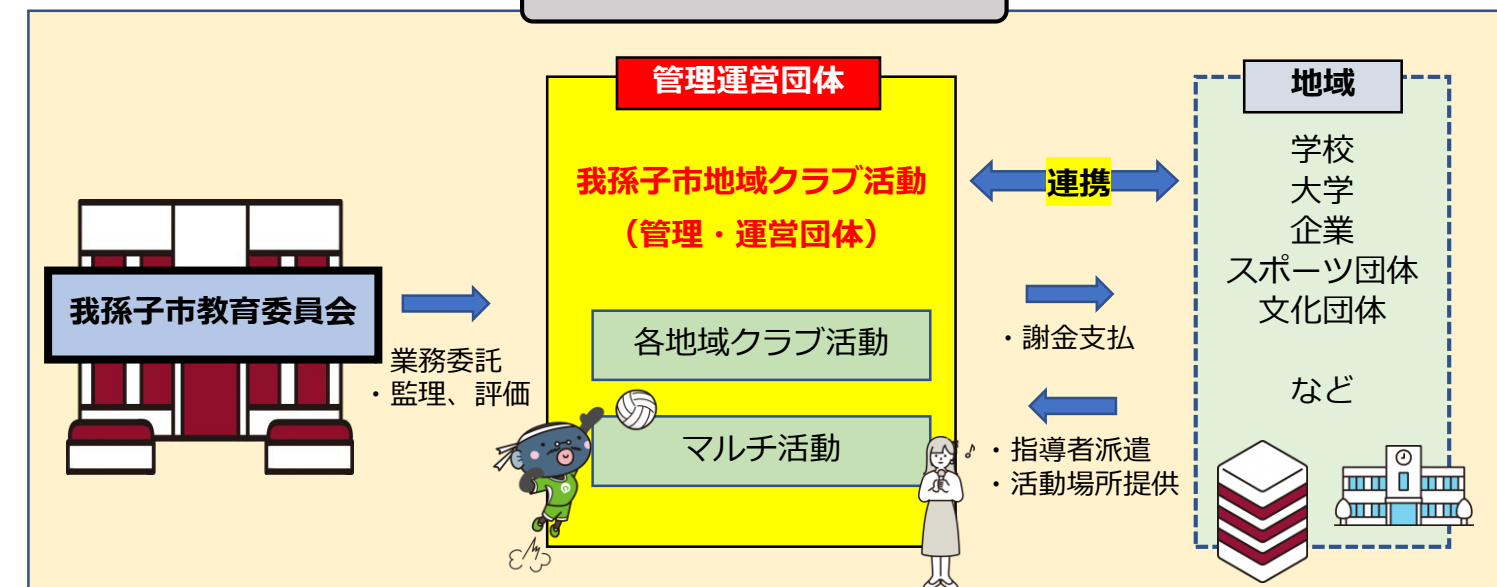 管理運営団体
我孫子市地域クラブ活動
（管理・運営団体）
各地域クラブ活動
マルチ活動
我孫子市教育委員会
業務委託
・監理、評価
連携
・謝金支払
・指導者派遣
・活動場所提供
地域
学校
大学
企業
スポーツ団体
文化団体
など